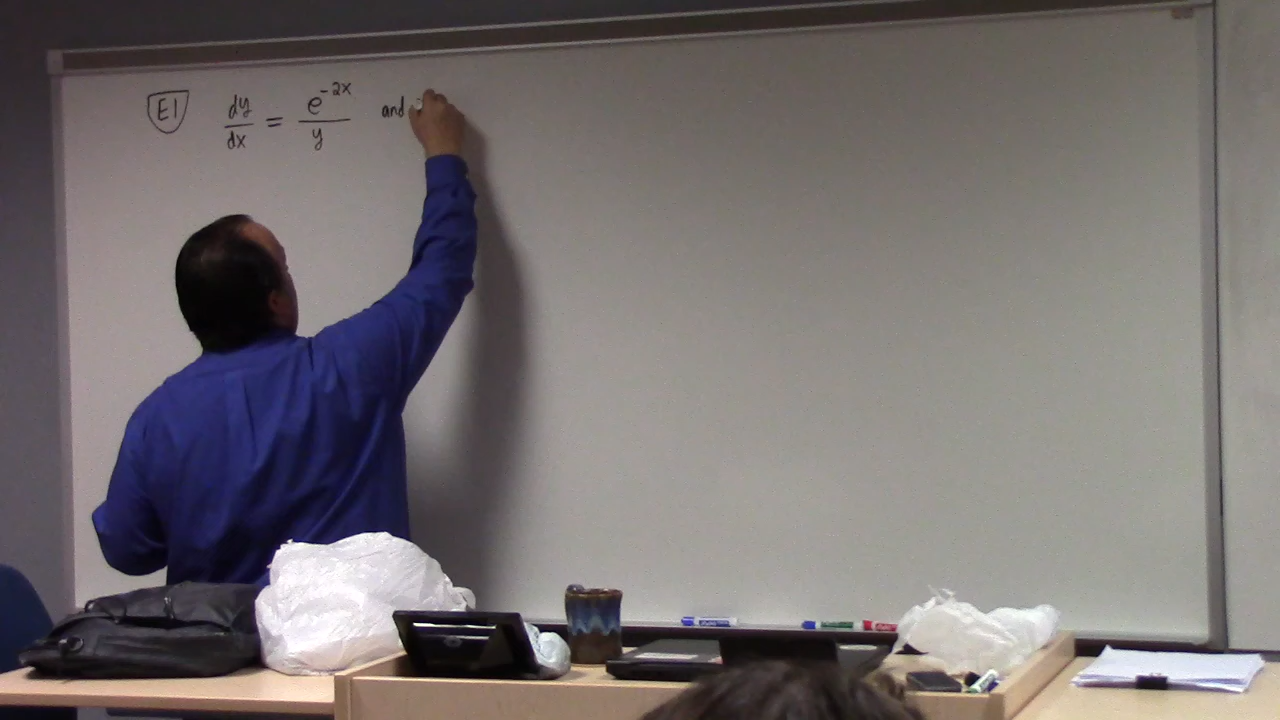 E1 dy/dx = e^{-2x}/y and